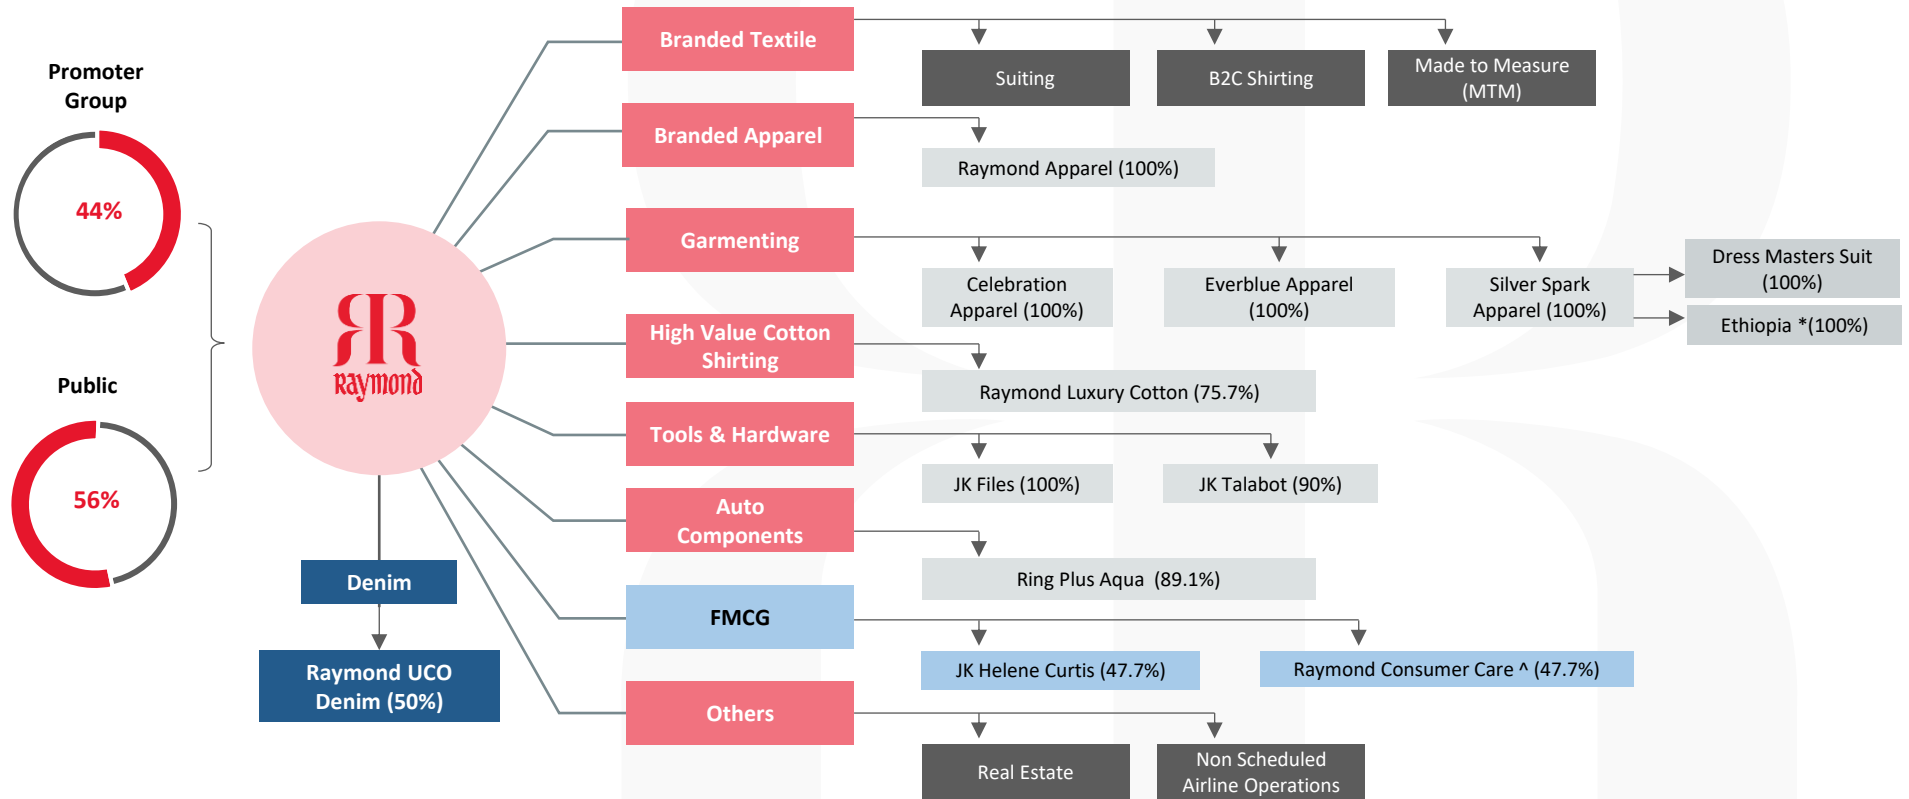 Promoter
Group
44%
Public
56%
Raymond
Denim
Raymond UCO
Denim (50%)
Branded Textile
Suiting
B2C Shirting
Made to Measure
(MTM)
Branded Apparel
Raymond Apparel (100%)
Garmenting
Celebration
Apparel (100%)
Everblue Apparel
(100%)
Silver Spark
Apparel (100%)
Dress Masters Suit
(100%)
Ethiopia *(100%)
High Value Cotton
Shirting
Raymond Luxury Cotton (75.7%)
Tools & Hardware
JK Files (100%)
JK Talabot (90%)
Auto
Components
Ring Plus Aqua (89.1%)
FMCG
JK Helene Curtis (47.7%)
Raymond Consumer Care ^ (47.7%)
Others
Real Estate
Non Scheduled
Airline Operations